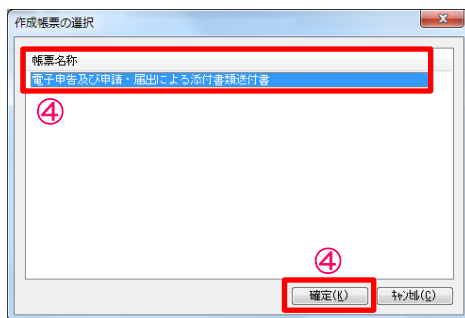 作成帳票の選択
帳票名称
電子申告及び申請・届出による添付書類送付書
④
④
確定(K)
ｷｬﾝｾﾙ(C)